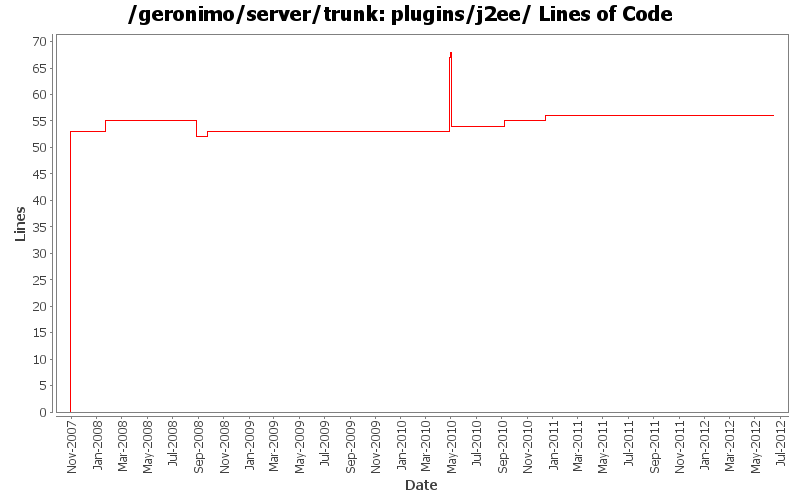 /geronimo/server/trunk: plugins/j2ee/ Lines of Code
70
65
60
55
50
45
40
35
30
25
20
15
10
5
0
Lines
Nov-2007
Jan-2008
Mar-2008
May-2008
Jul-2008
Sep-2008
Nov-2008
Jan-2009
Mar-2009
May-2009
Jul-2009
Sep-2009
Nov-2009
Jan-2010
Mar-2010
May-2010
Jul-2010
Sep-2010
Nov-2010
Jan-2011
Mar-2011
May-2011
Jul-2011
Sep-2011
Nov-2011
Jan-2012
Mar-2012
May-2012
Jul-2012
Date